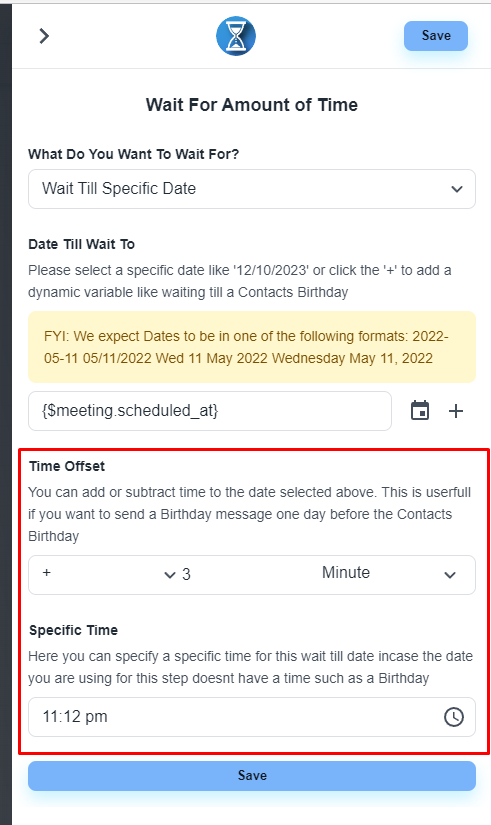 Save
Wait For Amount of Time
What Do You Want To Wait For?
Wait Till Specific Date
Date Till Wait To
Please select a specific date like '12/10/2023' or click the '+' to add a
dynamic variable like waiting till a Contacts Birthday
FYI: We expect Dates to be in one of the following formats: 2022-
05-11 05/11/2022 Wed 11 May 2022 Wednesday May 11, 2022
{$meeting.scheduled_at}
Time Offset
You can add or subtract time to the date selected above. This is userfull
if you want to send a Birthday message one day before the Contacts
Birthday
+ 3 Minute
Specific Time
Here you can specify a specific time for this wait till date incase the date
you are using for this step doesnt have a time such as a Birthday
11:12 pm
Save